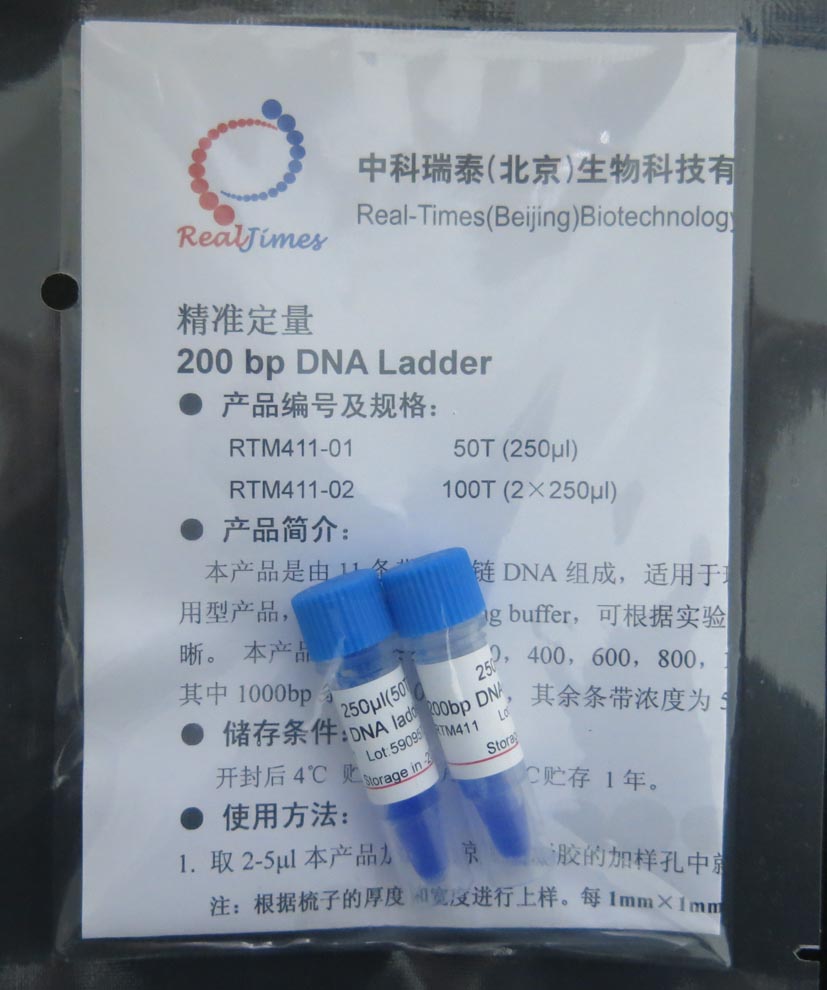 中科瑞泰(北京)生物科技有
Real-Times(Beijing)Biotechnology
RealTimes
精准定量
200 bp DNA Ladder
● 产品编号及规格：
RTM411-01 50T (250μl)
RTM411-02 100T (2×250μl)
● 产品简介：
本产品是由 11 条 链 DNA 组成，适用于
用型产品， buffer，可根据实验
晰。 本产品 400，600，800，
其中 1000bp ，其余条带浓度为
● 储存条件:
开封后 4℃ 贮 ℃贮存 1 年。
● 使用方法：
1. 取 2-5μl 本产品 胶的加样孔中
注：根据梳子的厚度和宽度进行上样。每 1mm×1mm
250μl(50T
DNA ladd
Lot:5909
Storage in -2
250
200bp DNA
RTM411 Lo
Storag